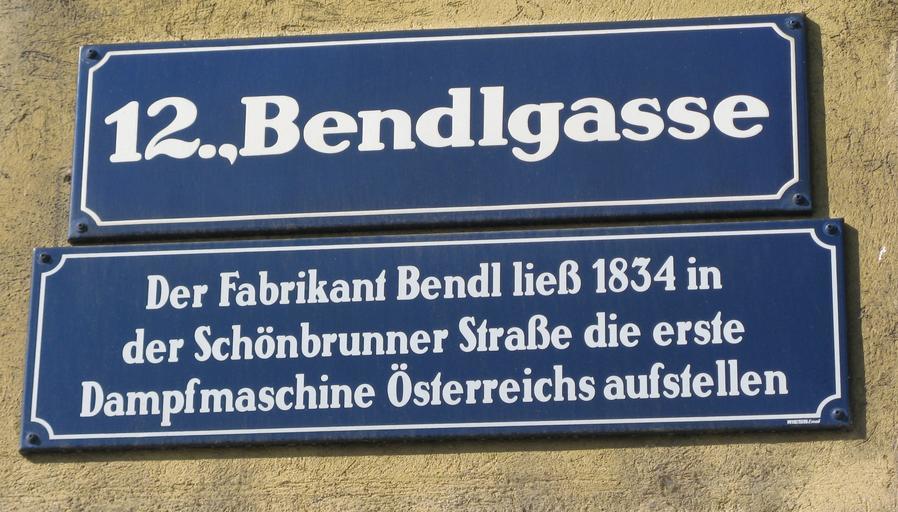 12., Bendlgasse
Der Fabrikant Bendl ließ 1834 in
der Schönbrunner Straße die erste
Dampfmaschine Österreichs aufstellen